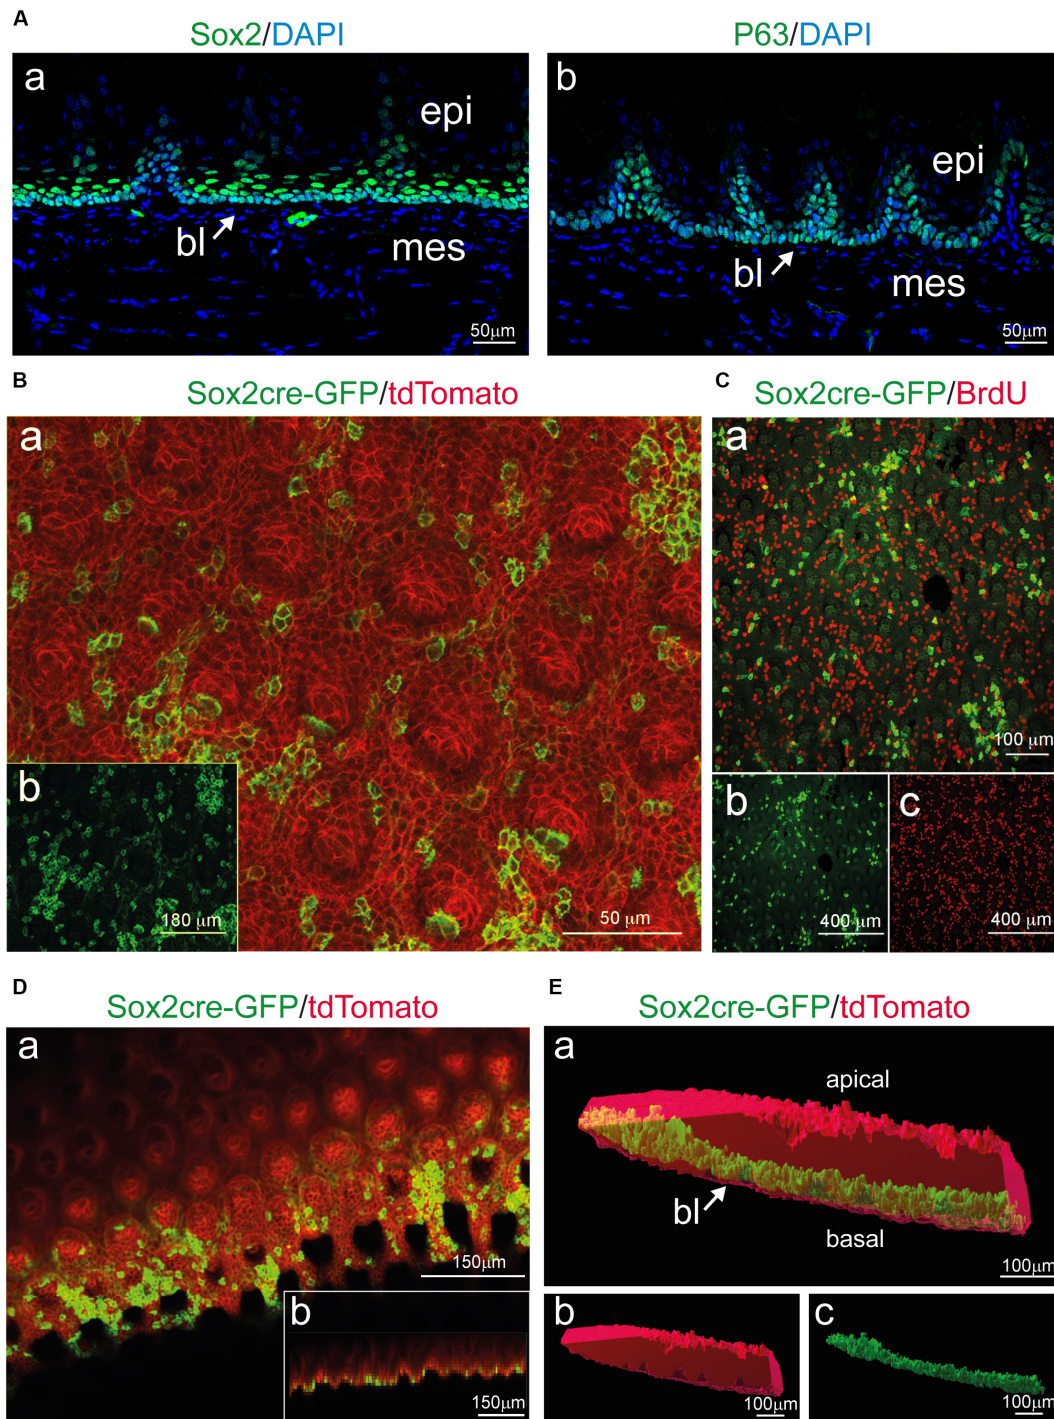 A
Sox2/DAPI
P63/DAPI
a
epi
bl
mes
50μm
b
epi
bl
mes
50μm
B
Sox2cre-GFP/tdTomato
a
50 μm
b
180 μm
C
Sox2cre-GFP/BrdU
a
100 μm
b
400 μm
c
400 μm
D
Sox2cre-GFP/tdTomato
a
150μm
b
150μm
E
Sox2cre-GFP/tdTomato
a
apical
bl
basal
100μm
b
100μm
c
100μm